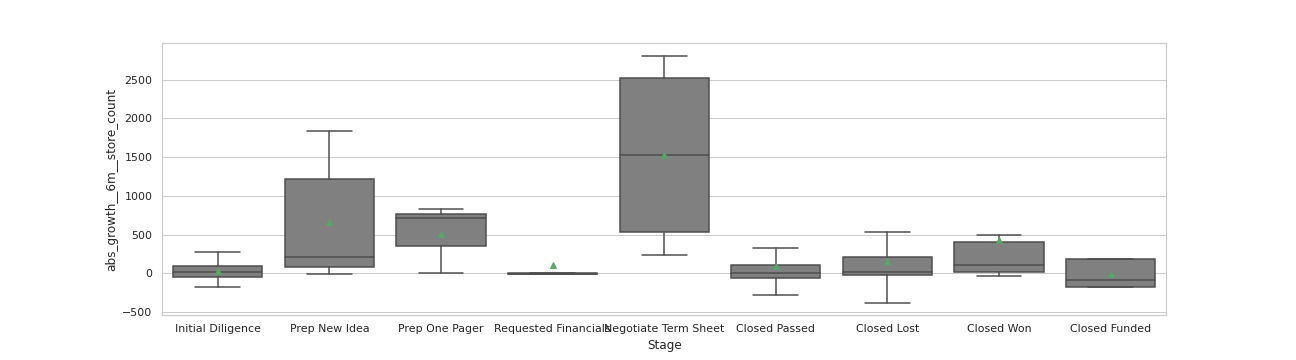 abs_growth__6m__store_count
2500
2000
1500
1000
500
0
−500
Initial Diligence
Prep New Idea
Prep One Pager
Requested Financials
Negotiate Term Sheet
Closed Passed
Closed Lost
Closed Won
Closed Funded
Stage